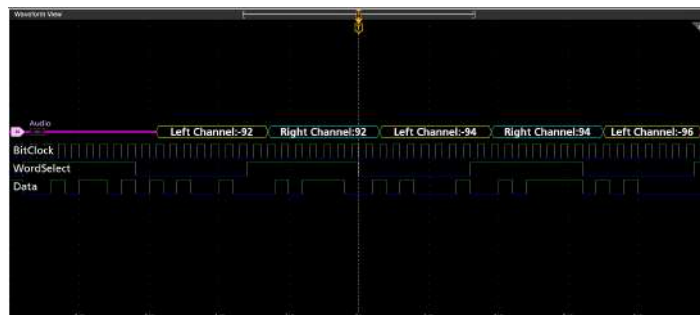 Waveform View
Audio
Left Channel:-92
Right Channel:92
Left Channel:-94
Right Channel:94
Left Channel:-96
BitClock
WordSelect
Data